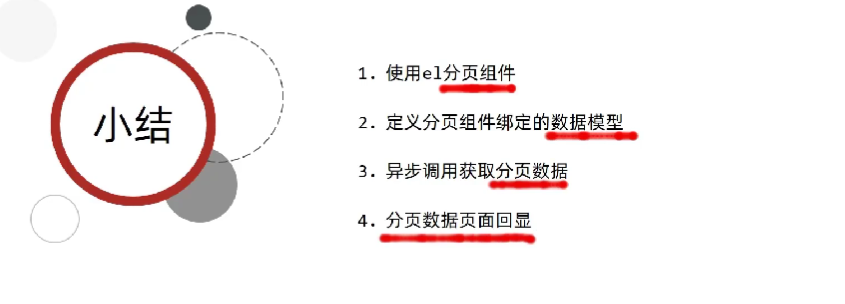 小结
1. 使用el分页组件
2. 定义分页组件绑定的数据模型
3. 异步调用获取分页数据
4. 分页数据页面回显